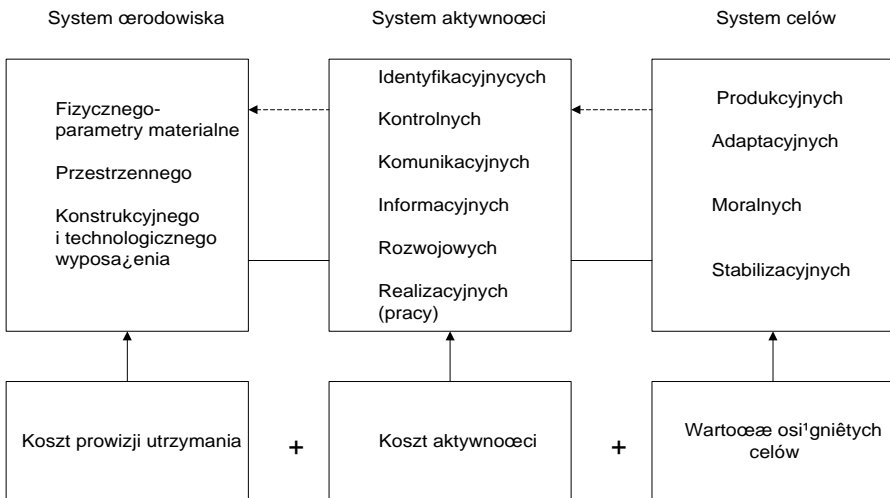 System œrodowiska
System aktywnoœci
System celów
Fizycznego-
parametry materialne
Przestrzennego
Konstrukcyjnego
i technologicznego
wyposa¿enia
Identyfikacyjnycych
Kontrolnych
Komunikacyjnych
Informacyjnych
Rozwojowych
Realizacyjnych
(pracy)
Produkcyjnych
Adaptacyjnych
Moralnych
Stabilizacyjnych
Koszt prowizji utrzymania
+
Koszt aktywnoœci
+
Wartoœæ osi¹gniêtych
celów